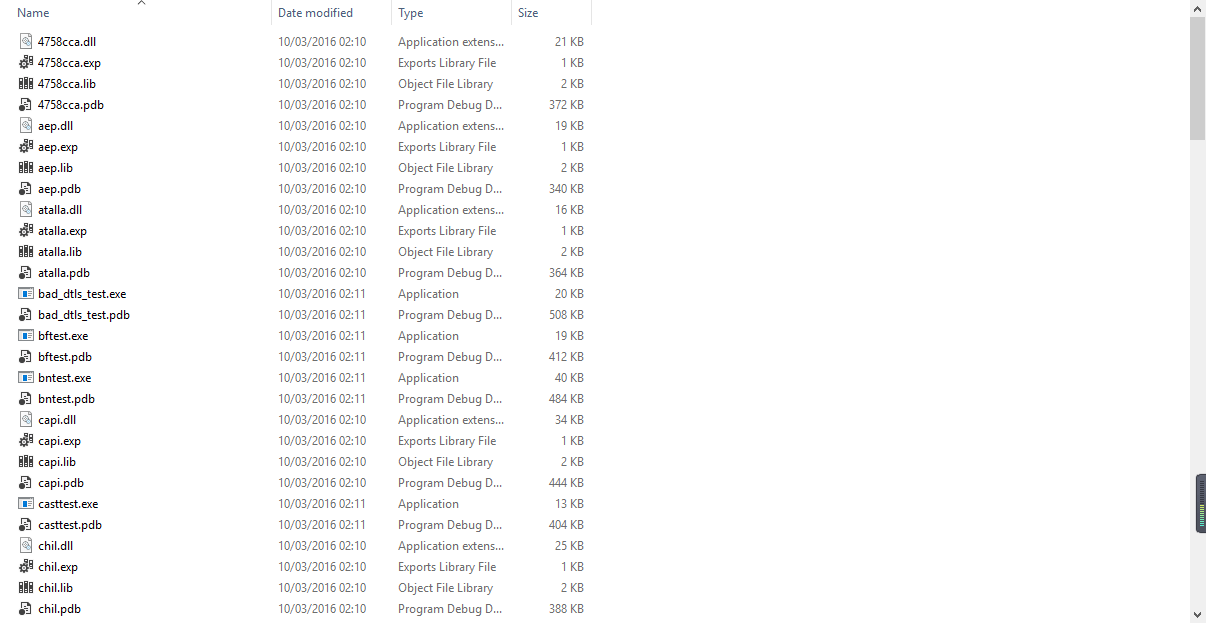 Name Date modified Type Size
4758cca.dll 10/03/2016 02:10 Application extens... 21 KB
4758cca.exp 10/03/2016 02:10 Exports Library File 1 KB
4758cca.lib 10/03/2016 02:10 Object File Library 2 KB
4758cca.pdb 10/03/2016 02:10 Program Debug D... 372 KB
aep.dll 10/03/2016 02:10 Application extens... 19 KB
aep.exp 10/03/2016 02:10 Exports Library File 1 KB
aep.lib 10/03/2016 02:10 Object File Library 2 KB
aep.pdb 10/03/2016 02:10 Program Debug D... 340 KB
atalla.dll 10/03/2016 02:10 Application extens... 16 KB
atalla.exp 10/03/2016 02:10 Exports Library File 1 KB
atalla.lib 10/03/2016 02:10 Object File Library 2 KB
atalla.pdb 10/03/2016 02:10 Program Debug D... 364 KB
bad_dtls_test.exe 10/03/2016 02:11 Application 20 KB
bad_dtls_test.pdb 10/03/2016 02:11 Program Debug D... 508 KB
bftest.exe 10/03/2016 02:11 Application 19 KB
bftest.pdb 10/03/2016 02:11 Program Debug D... 412 KB
bntest.exe 10/03/2016 02:11 Application 40 KB
bntest.pdb 10/03/2016 02:11 Program Debug D... 484 KB
capi.dll 10/03/2016 02:10 Application extens... 34 KB
capi.exp 10/03/2016 02:10 Exports Library File 1 KB
capi.lib 10/03/2016 02:10 Object File Library 2 KB
capi.pdb 10/03/2016 02:10 Program Debug D... 444 KB
casttest.exe 10/03/2016 02:11 Application 13 KB
casttest.pdb 10/03/2016 02:11 Program Debug D... 404 KB
chil.dll 10/03/2016 02:10 Application extens... 25 KB
chil.exp 10/03/2016 02:10 Exports Library File 1 KB
chil.lib 10/03/2016 02:10 Object File Library 2 KB
chil.pdb 10/03/2016 02:10 Program Debug D... 388 KB